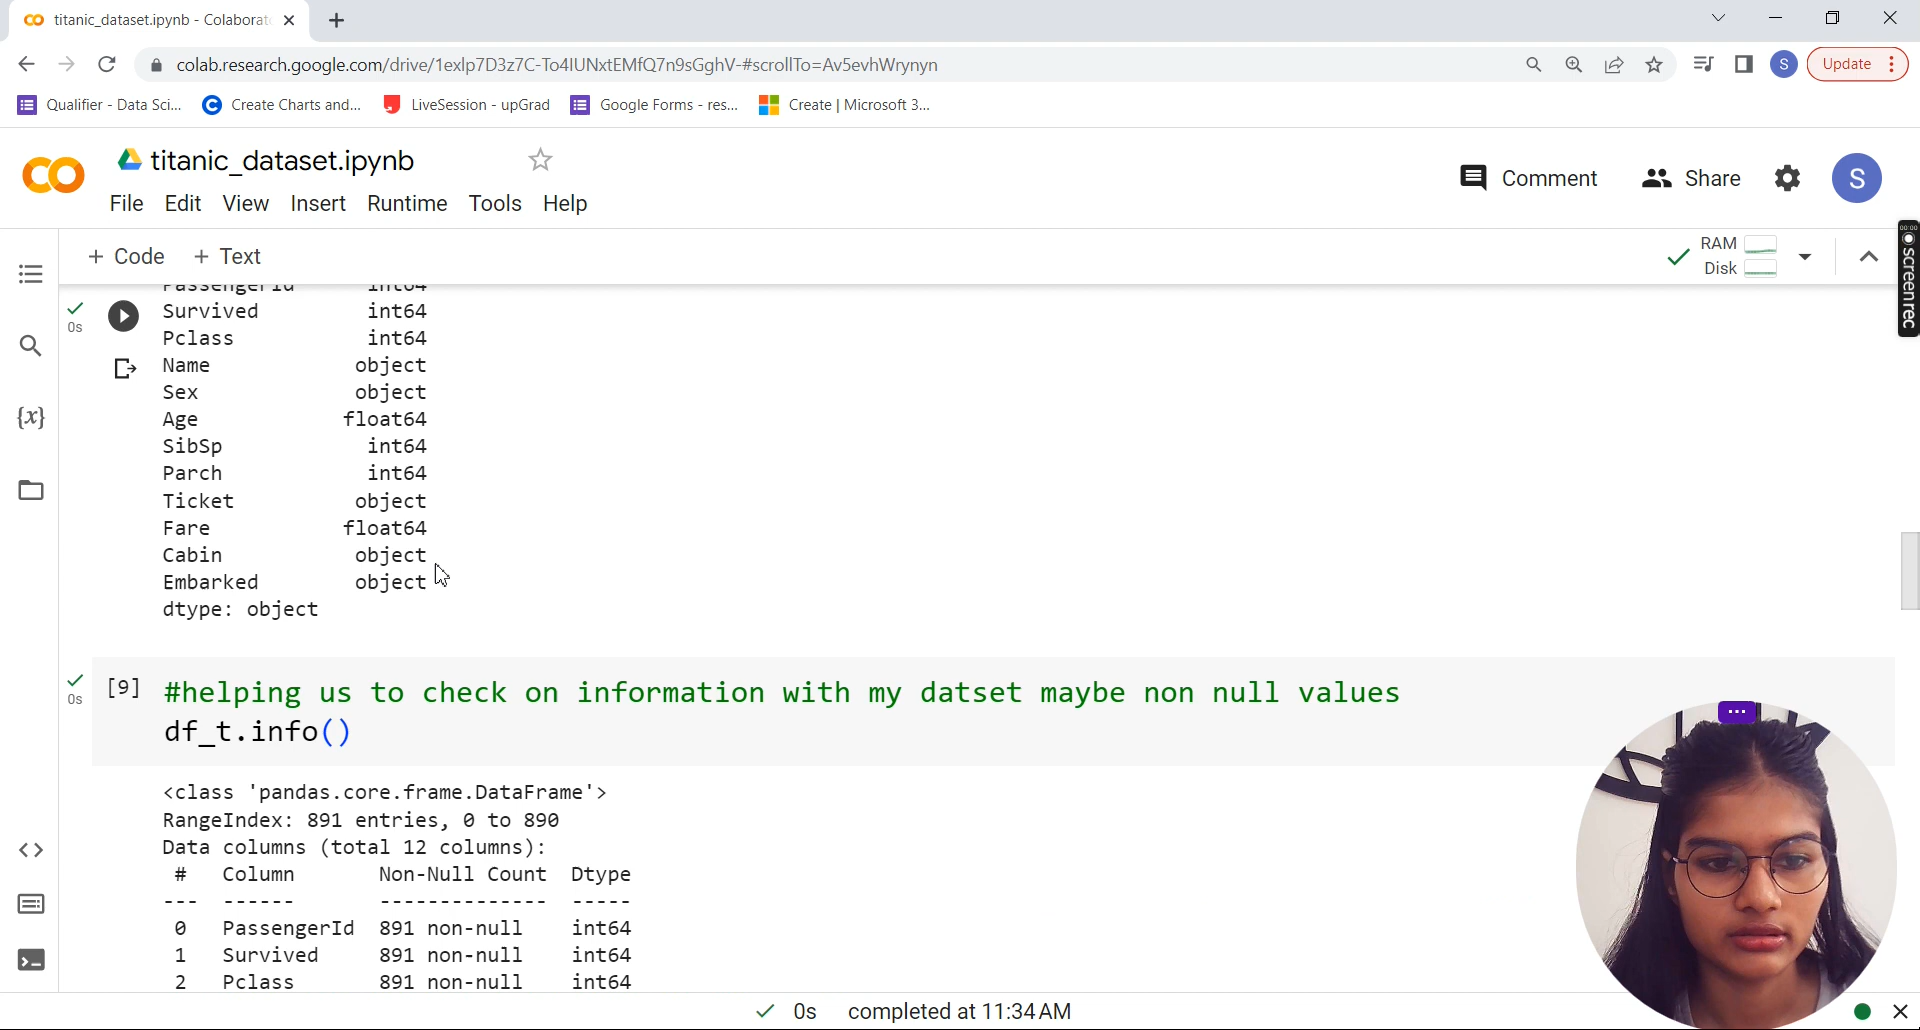 titanic_dataset.ipynb - Colaborat
colab.research.google.com/drive/1exlp7D3z7C-To4IUNxtEMfQ7n9sGghV-#scrollTo=Av5evhWrynyn
S
Update
Qualifier - Data Sci...
Create Charts and...
LiveSession - upGrad
Google Forms - res...
Create | Microsoft 3...
titanic_dataset.ipynb
File Edit View Insert Runtime Tools Help
Comment
Share
S
+ Code + Text
RAM
Disk
00:00
screenrec
0s
PassengerId int64
Survived int64
Pclass int64
Name object
Sex object
Age float64
SibSp int64
Parch int64
Ticket object
Fare float64
Cabin object
Embarked object
dtype: object
0s
[9] #helping us to check on information with my datset maybe non null values
df_t.info()
<class 'pandas.core.frame.DataFrame'>
RangeIndex: 891 entries, 0 to 890
Data columns (total 12 columns):
# Column Non-Null Count Dtype
--- ------ -------------- -----
0 PassengerId 891 non-null int64
1 Survived 891 non-null int64
2 Pclass 891 non-null int64
0s completed at 11:34 AM